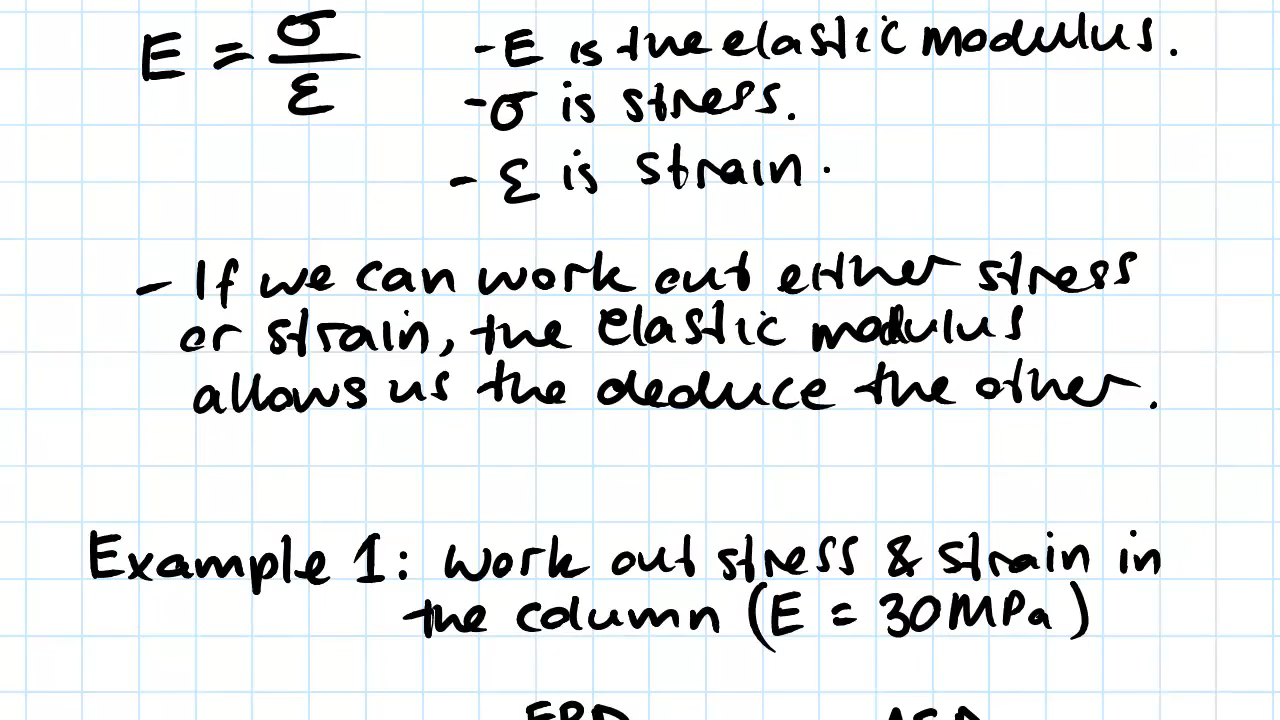 E = σ/ε
- E is the elastic modulus.
- σ is stress.
- ε is strain.
- If we can work out either stress
or strain, the elastic modulus
allows us the deduce the other.
Example 1: work out stress & strain in
the column (E = 30MPa)